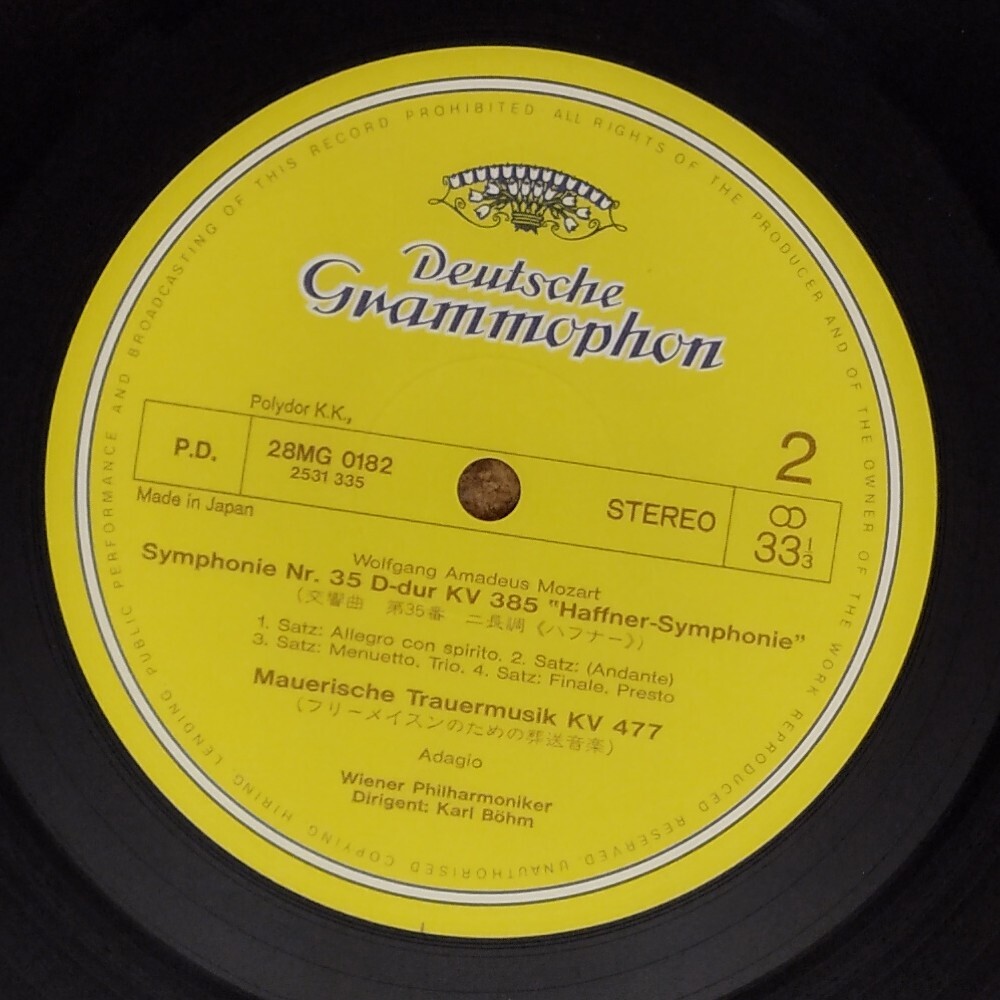 PERFORMANCE AND BROADCASTING OF THIS RECORD PROHIBITED ALL RIGHTS OF THE PRODUCER AND OF THE OWNER OF THE WORK REPRODUCED RESERVED UNAUTHORISED COPYING HIRING LENDING PUBLIC
Deutsche
Grammophon
Polydor K.K.,
P.D.
28MG 0182
2531 335
2
STEREO
33⅓
Made in Japan
Wolfgang Amadeus Mozart
Symphonie Nr. 35 D-dur KV 385 "Haffner-Symphonie"
(交響曲 第35番 ニ長調《ハフナー》)
1. Satz: Allegro con spirito. 2. Satz: (Andante)
3. Satz: Menuetto. Trio. 4. Satz: Finale. Presto
Mauerische Trauermusik KV 477
(フリーメイスンのための葬送音楽)
Adagio
Wiener Philharmoniker
Dirigent: Karl Böhm